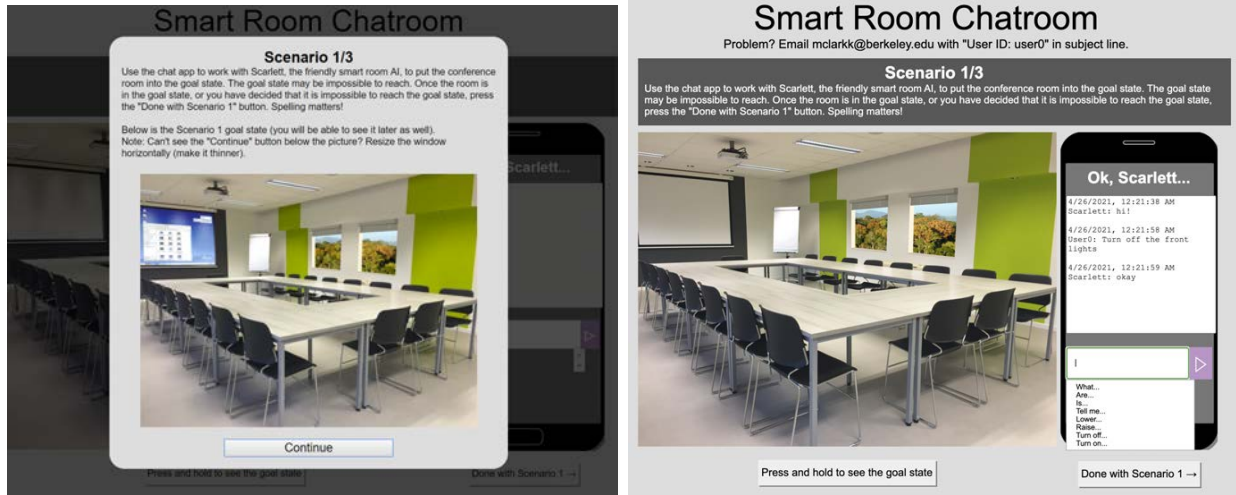 Smart Room Chatroom
Scenario 1/3
Use the chat app to work with Scarlett, the friendly smart room AI, to put the conference
room into the goal state. The goal state may be impossible to reach. Once the room is
in the goal state, or you have decided that it is impossible to reach the goal state, press
the "Done with Scenario 1" button. Spelling matters!
Below is the Scenario 1 goal state (you will be able to see it later as well).
Note: Can't see the "Continue" button below the picture? Resize the window
horizontally (make it thinner).
Scarlett...
Continue
Press and hold to see the goal state
Done with Scenario 1 →
Smart Room Chatroom
Problem? Email mclarkk@berkeley.edu with "User ID: user0" in subject line.
Scenario 1/3
Use the chat app to work with Scarlett, the friendly smart room AI, to put the conference room into the goal state. The goal state
may be impossible to reach. Once the room is in the goal state, or you have decided that it is impossible to reach the goal state,
press the "Done with Scenario 1" button. Spelling matters!
Ok, Scarlett...
4/26/2021, 12:21:38 AM
Scarlett: hi!
4/26/2021, 12:21:58 AM
User0: Turn off the front
lights
4/26/2021, 12:21:59 AM
Scarlett: okay
What...
Are...
Is...
Tell me...
Lower...
Raise...
Turn off...
Turn on...
Press and hold to see the goal state
Done with Scenario 1 →